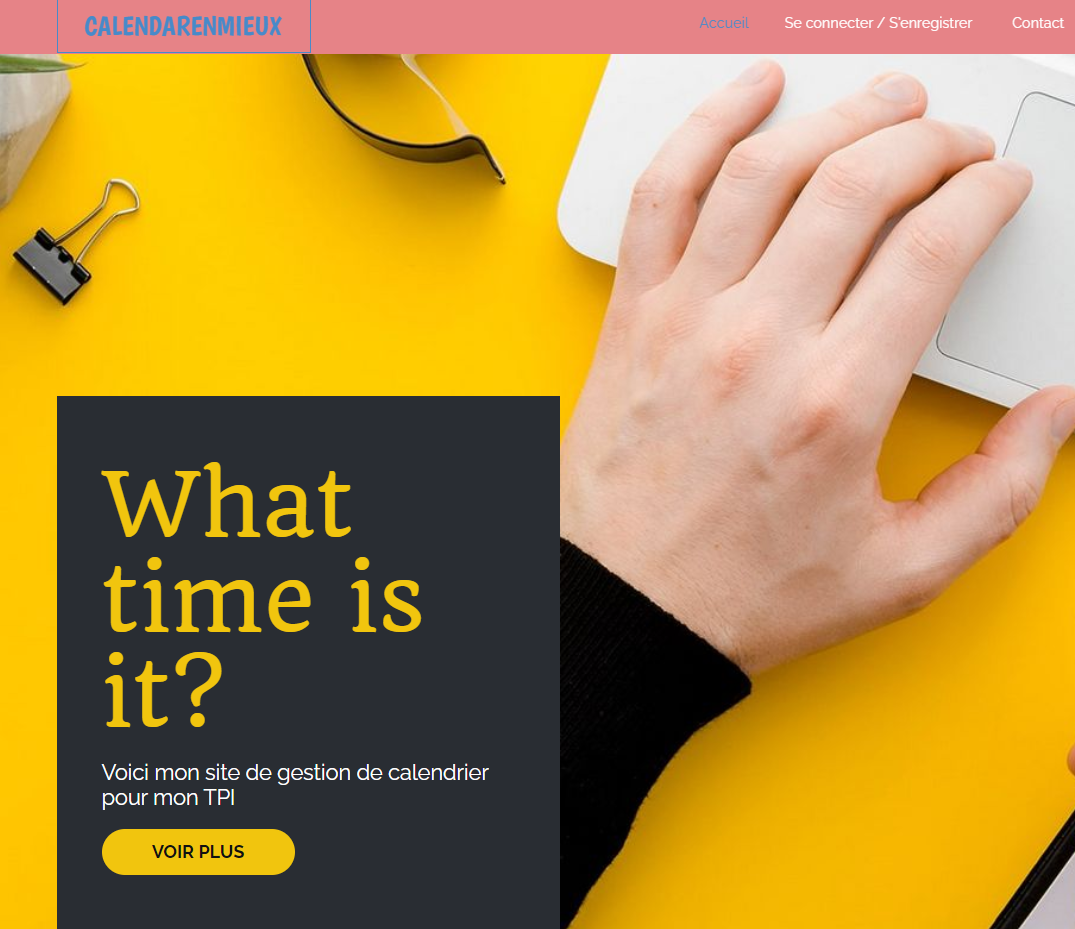 CALENDARENMIEUX
Accueil
Se connecter / S'enregistrer
Contact
What
time is
it?
Voici mon site de gestion de calendrier
pour mon TPI
VOIR PLUS